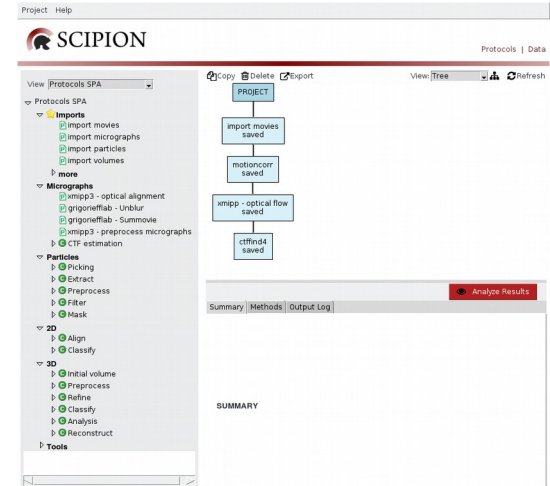 Project Help
SCIPION
Protocols | Data
View Protocols SPA
Protocols SPA
Imports
import movies
import micrographs
import particles
import volumes
more
Micrographs
xmipp3 - optical alignment
grigoriefflab - Unblur
grigoriefflab - Summovie
xmipp3 - preprocess micrographs
CTF estimation
Particles
Picking
Extract
Preprocess
Filter
Mask
2D
Align
Classify
3D
Initial volume
Preprocess
Refine
Classify
Analysis
Reconstruct
Tools
Copy Delete Export View: Tree Refresh
PROJECT
import movies
saved
motioncorr
saved
xmipp - optical flow
saved
ctffind4
saved
Analyze Results
Summary Methods Output Log
SUMMARY